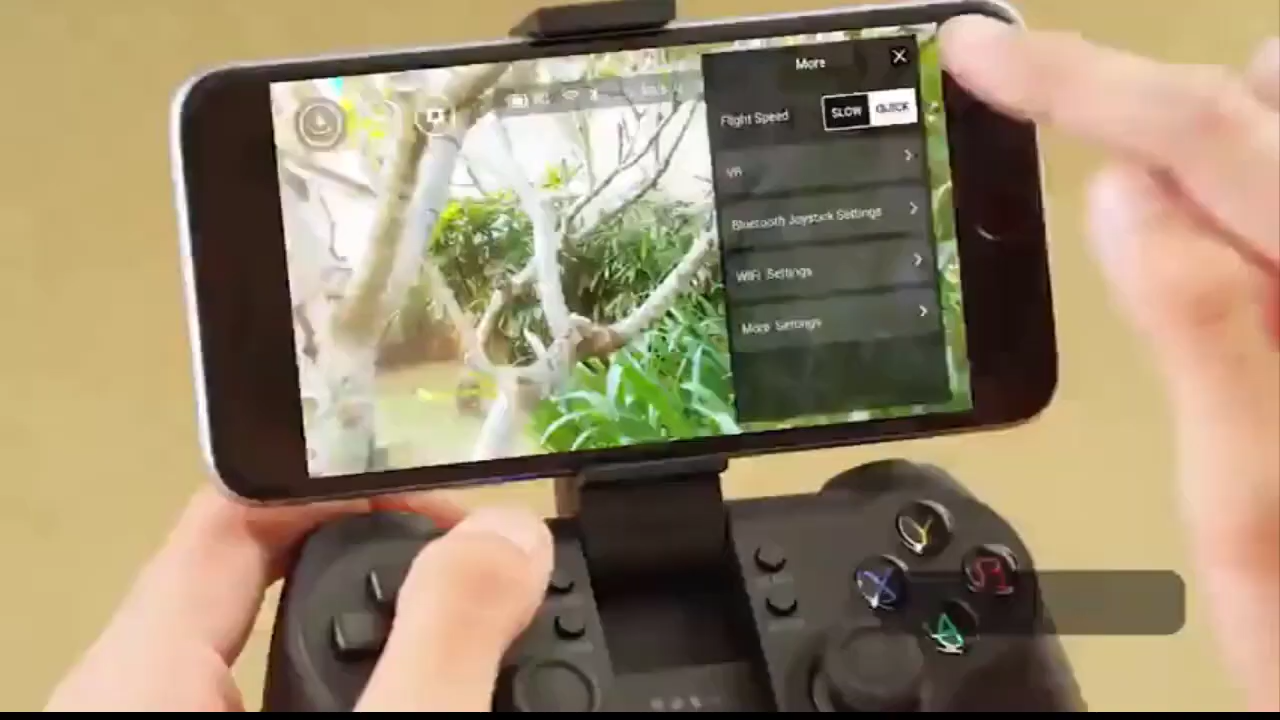 More
Flight Speed SLOW QUICK
VR
Bluetooth Joystick Settings
WiFi Settings
More Settings
Y
X